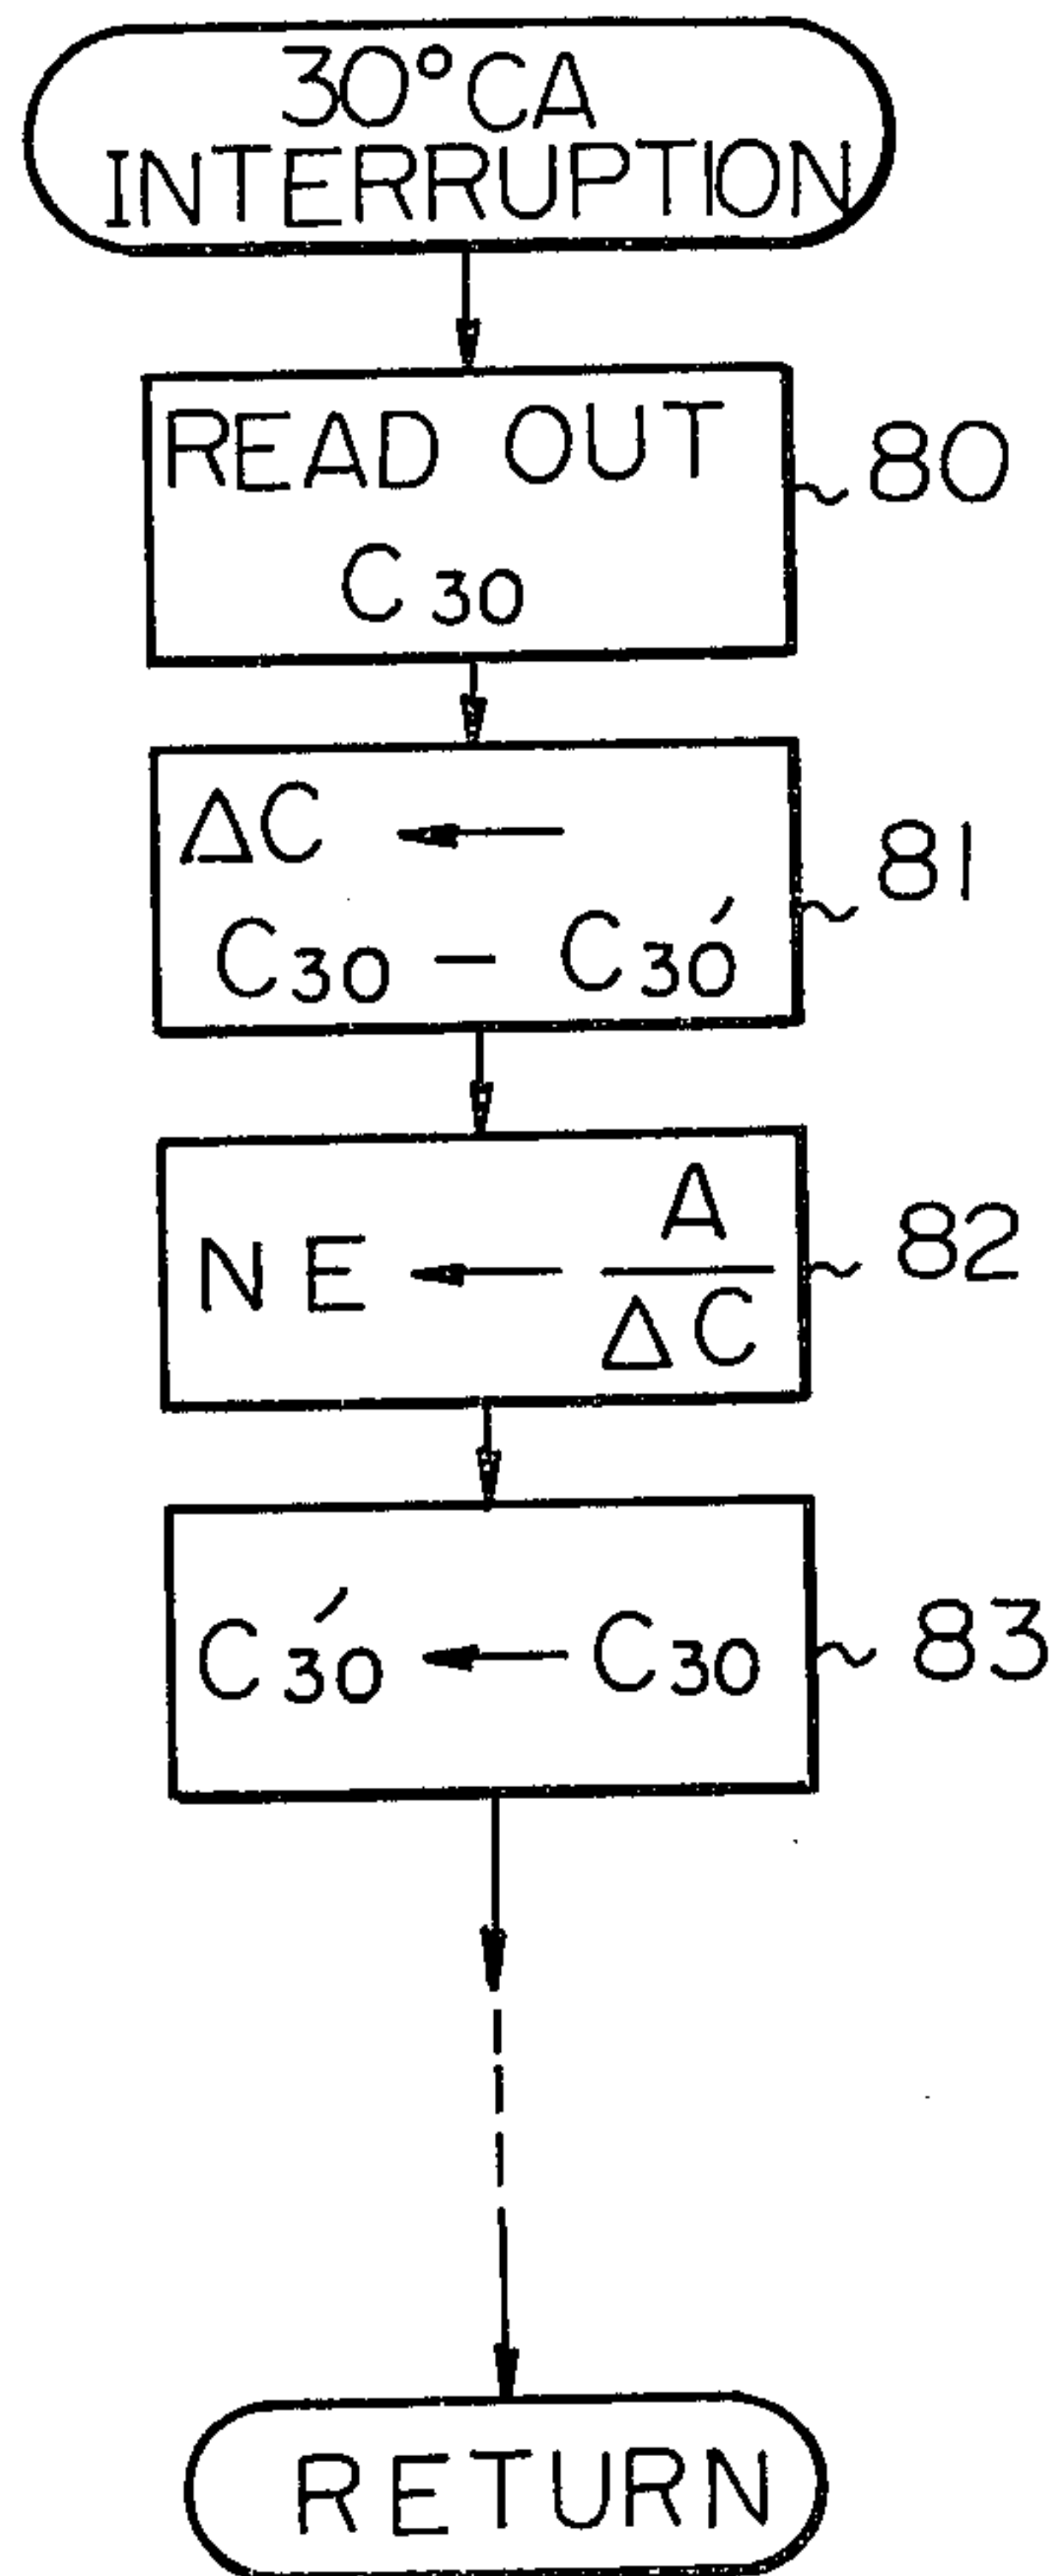 30°CA
INTERRUPTION
READ OUT
C30
80
ΔC ←
C30 − C30′
81
NE ← A/ΔC
82
C30′ ← C30
83
RETURN